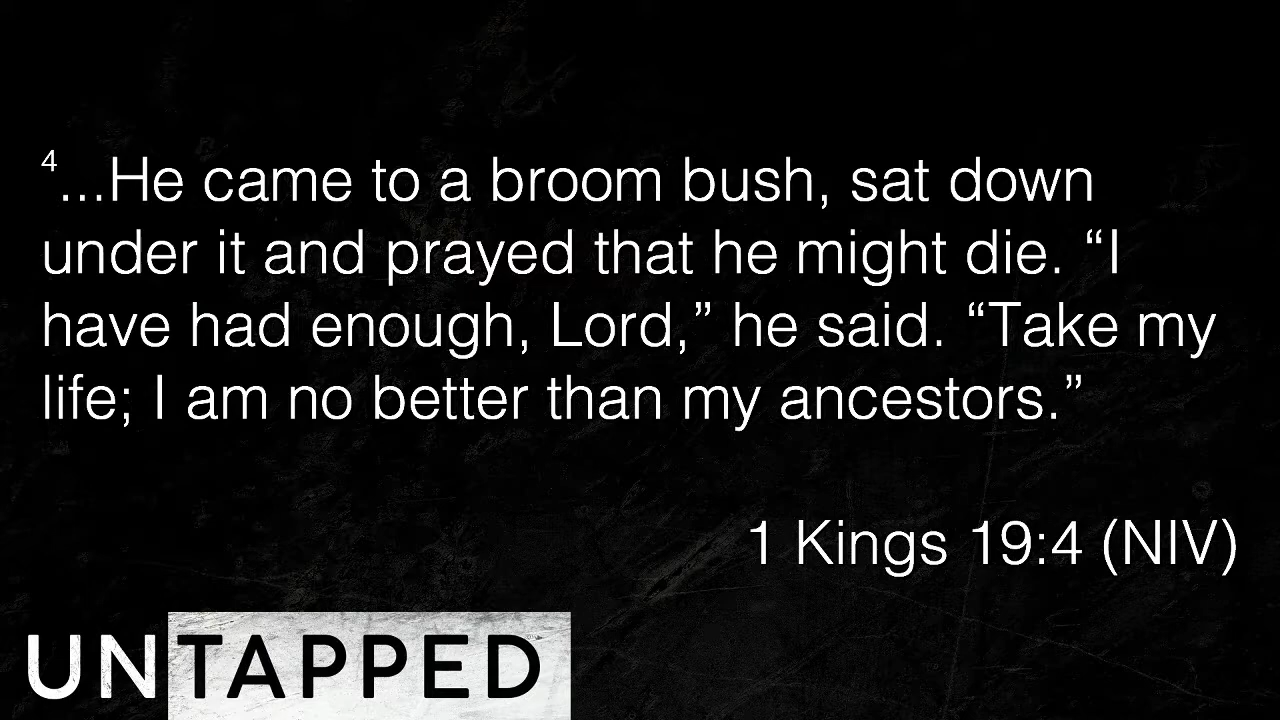 4...He came to a broom bush, sat down
under it and prayed that he might die. “I
have had enough, Lord,” he said. “Take my
life; I am no better than my ancestors.”
1 Kings 19:4 (NIV)
UNTAPPED